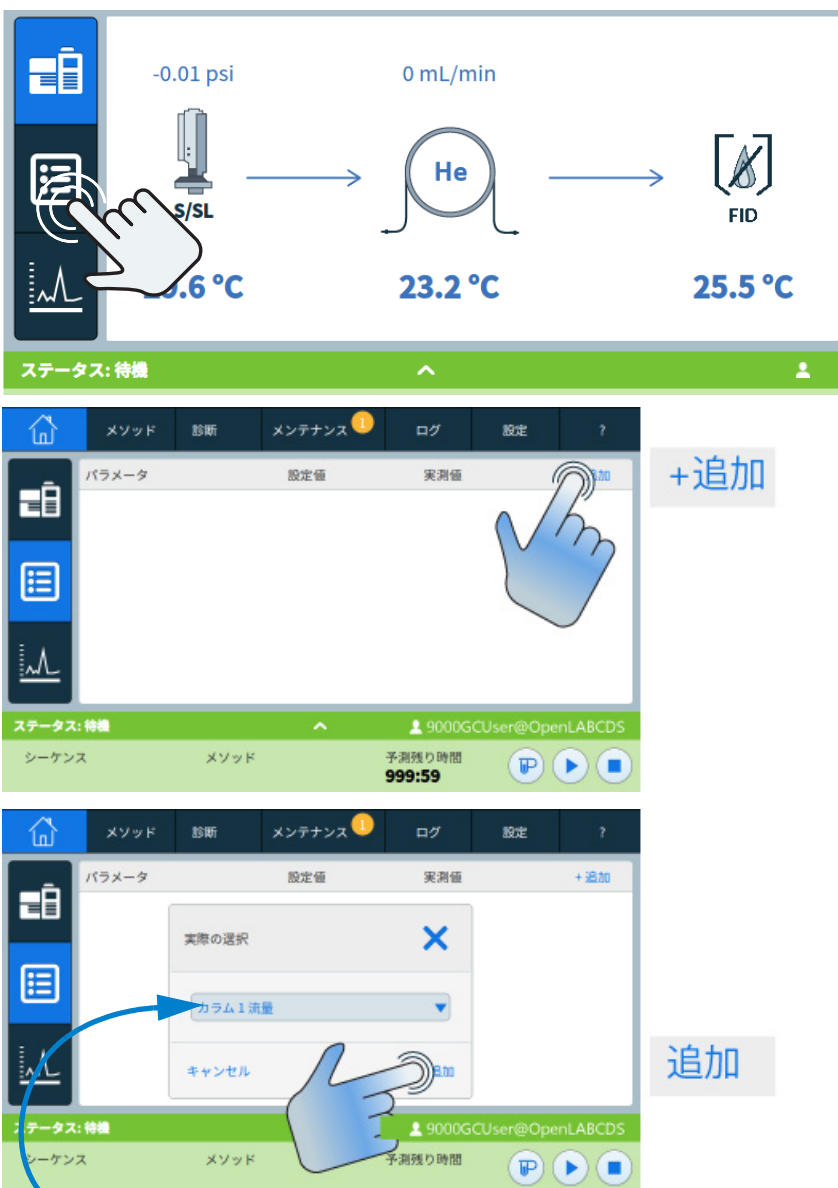 -0.01 psi 0 mL/min
He
S/SL FID
.6 °C 23.2 °C 25.5 °C
ステータス: 待機
メソッド 診断 メンテナンス 1 ログ 設定 ?
パラメータ 設定値 実測値 追加
+追加
ステータス: 待機 9000GCUser@OpenLABCDS
シーケンス メソッド 予測残り時間
999:59
メソッド 診断 メンテナンス 1 ログ 設定 ?
パラメータ 設定値 実測値 + 追加
実際の選択
カラム 1 流量
キャンセル 追加
追加
ステータス: 待機 9000GCUser@OpenLABCDS
シーケンス メソッド 予測残り時間